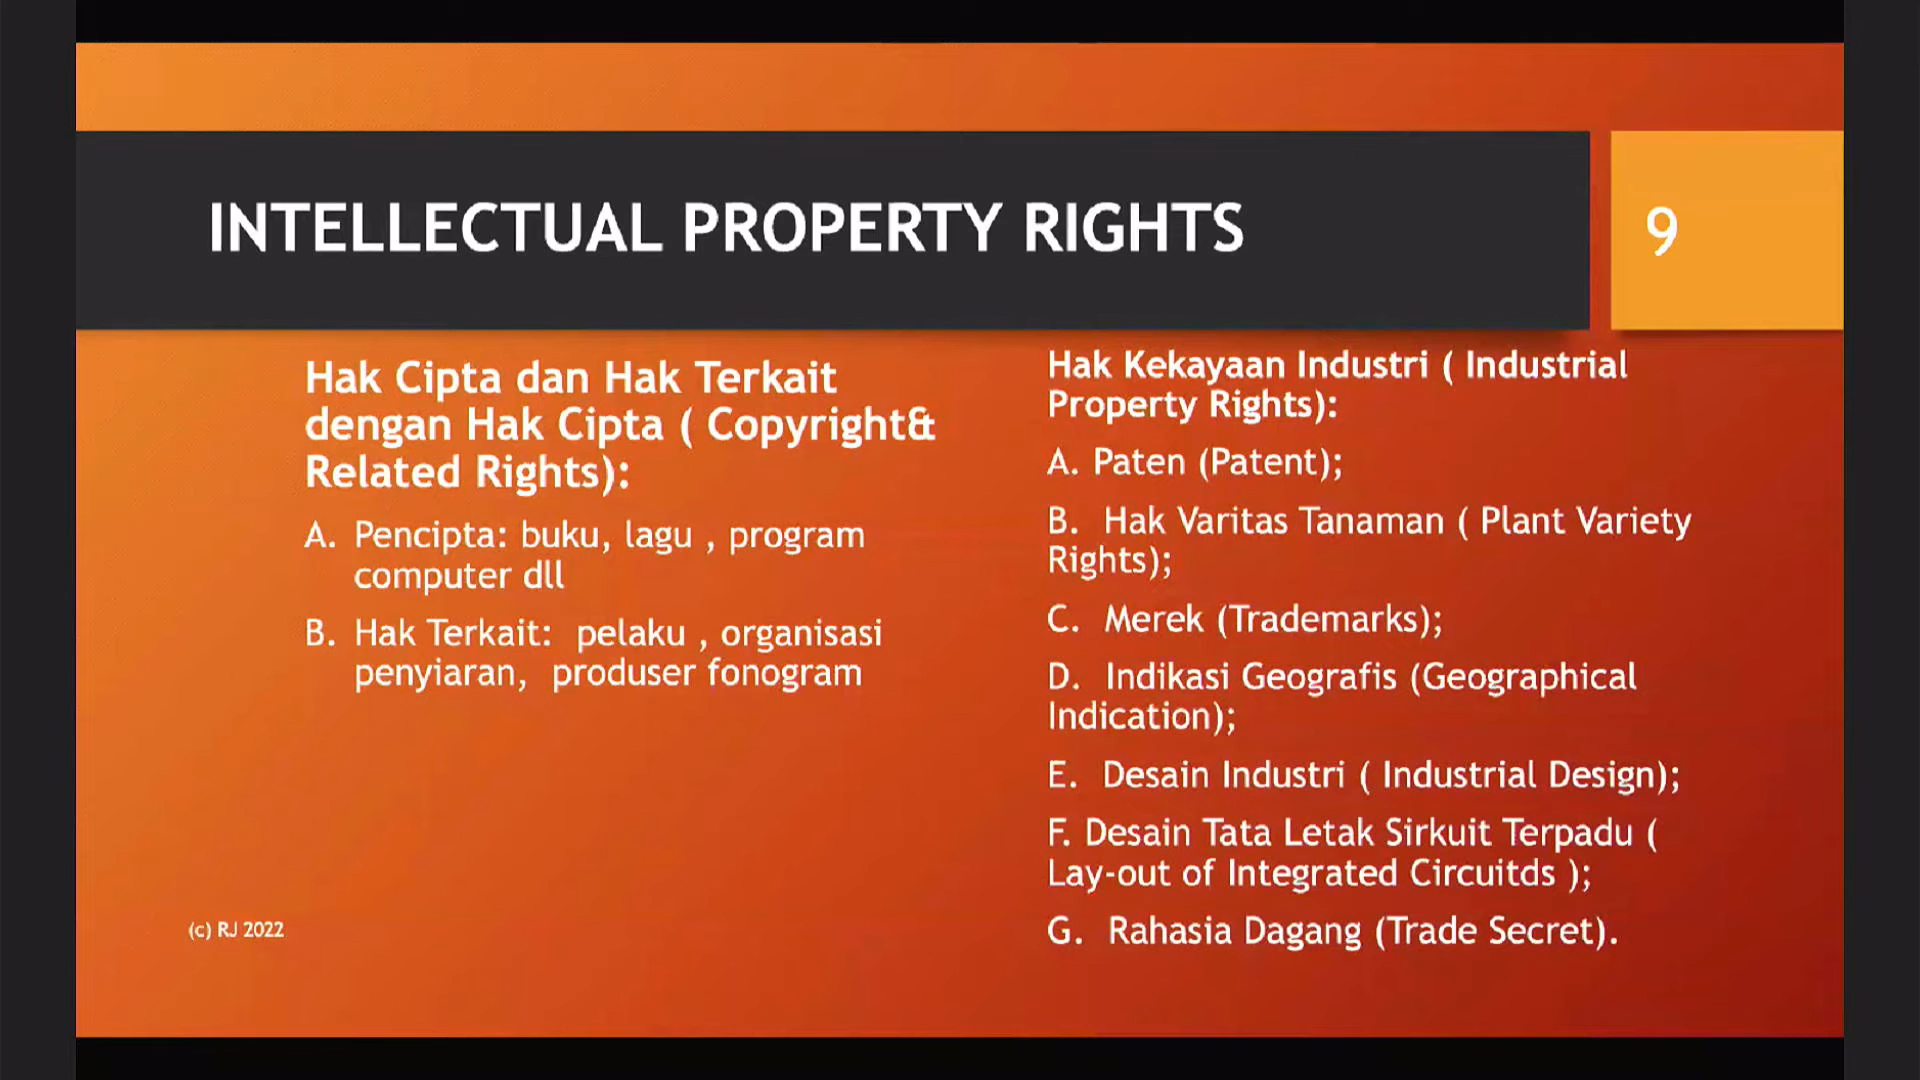 INTELLECTUAL PROPERTY RIGHTS
9
Hak Cipta dan Hak Terkait
dengan Hak Cipta ( Copyright&
Related Rights):
A. Pencipta: buku, lagu , program
computer dll
B. Hak Terkait: pelaku , organisasi
penyiaran, produser fonogram
Hak Kekayaan Industri ( Industrial
Property Rights):
A. Paten (Patent);
B. Hak Varitas Tanaman ( Plant Variety
Rights);
C. Merek (Trademarks);
D. Indikasi Geografis (Geographical
Indication);
E. Desain Industri ( Industrial Design);
F. Desain Tata Letak Sirkuit Terpadu (
Lay-out of Integrated Circuitds );
G. Rahasia Dagang (Trade Secret).
(c) RJ 2022